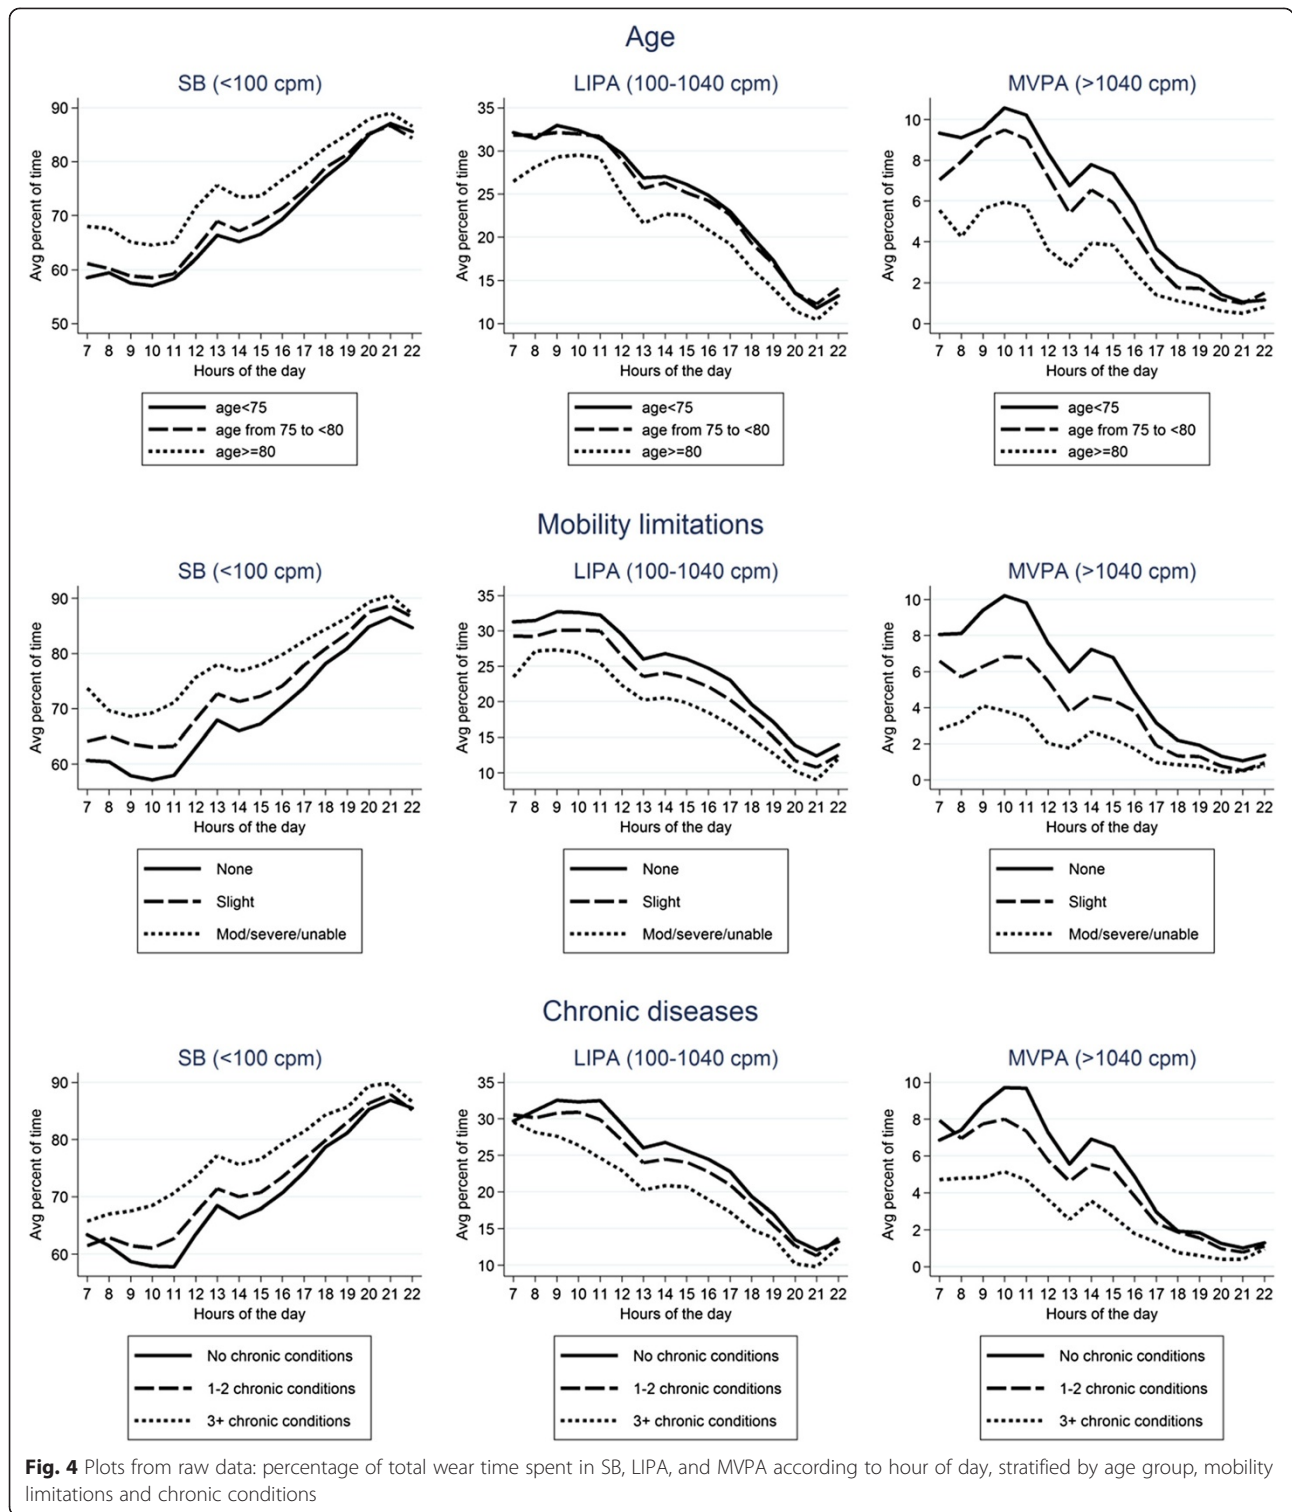 Age
SB (<100 cpm)
LIPA (100-1040 cpm)
MVPA (>1040 cpm)
Avg percent of time
90
80
70
60
50
7 8 9 10 11 12 13 14 15 16 17 18 19 20 21 22
Hours of the day
Avg percent of time
35
30
25
20
15
10
7 8 9 10 11 12 13 14 15 16 17 18 19 20 21 22
Hours of the day
Avg percent of time
10
8
6
4
2
0
7 8 9 10 11 12 13 14 15 16 17 18 19 20 21 22
Hours of the day
age<75
age from 75 to <80
age>=80
age<75
age from 75 to <80
age>=80
age<75
age from 75 to <80
age>=80
Mobility limitations
SB (<100 cpm)
LIPA (100-1040 cpm)
MVPA (>1040 cpm)
Avg percent of time
90
80
70
60
7 8 9 10 11 12 13 14 15 16 17 18 19 20 21 22
Hours of the day
Avg percent of time
35
30
25
20
15
10
7 8 9 10 11 12 13 14 15 16 17 18 19 20 21 22
Hours of the day
Avg percent of time
10
8
6
4
2
0
7 8 9 10 11 12 13 14 15 16 17 18 19 20 21 22
Hours of the day
None
Slight
Mod/severe/unable
None
Slight
Mod/severe/unable
None
Slight
Mod/severe/unable
Chronic diseases
SB (<100 cpm)
LIPA (100-1040 cpm)
MVPA (>1040 cpm)
Avg percent of time
90
80
70
60
7 8 9 10 11 12 13 14 15 16 17 18 19 20 21 22
Hours of the day
Avg percent of time
35
30
25
20
15
10
7 8 9 10 11 12 13 14 15 16 17 18 19 20 21 22
Hours of the day
Avg percent of time
10
8
6
4
2
0
7 8 9 10 11 12 13 14 15 16 17 18 19 20 21 22
Hours of the day
No chronic conditions
1-2 chronic conditions
3+ chronic conditions
No chronic conditions
1-2 chronic conditions
3+ chronic conditions
No chronic conditions
1-2 chronic conditions
3+ chronic conditions
Fig. 4 Plots from raw data: percentage of total wear time spent in SB, LIPA, and MVPA according to hour of day, stratified by age group, mobility
limitations and chronic conditions